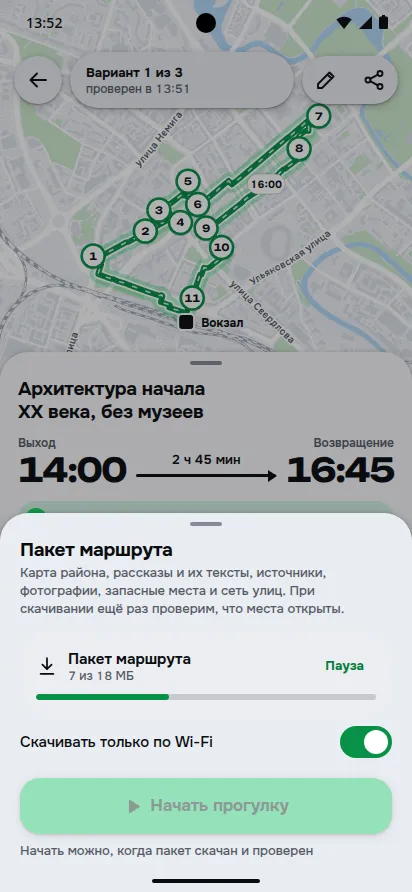 13:52
Вариант 1 из 3
проверен в 13:51
улица Немига
7
8
16:00
5
3
6
4
2
9
10
1
Ульяновская улица
улица Свердлова
11
Вокзал
лица
Архитектура начала
XX века, без музеев
Выход
Возвращение
14:00
2 ч 45 мин
16:45
Пакет маршрута
Карта района, рассказы и их тексты, источники,
фотографии, запасные места и сеть улиц. При
скачивании ещё раз проверим, что места открыты.
Пакет маршрута
7 из 18 МБ
Пауза
Скачивать только по Wi-Fi
Начать прогулку
Начать можно, когда пакет скачан и проверен